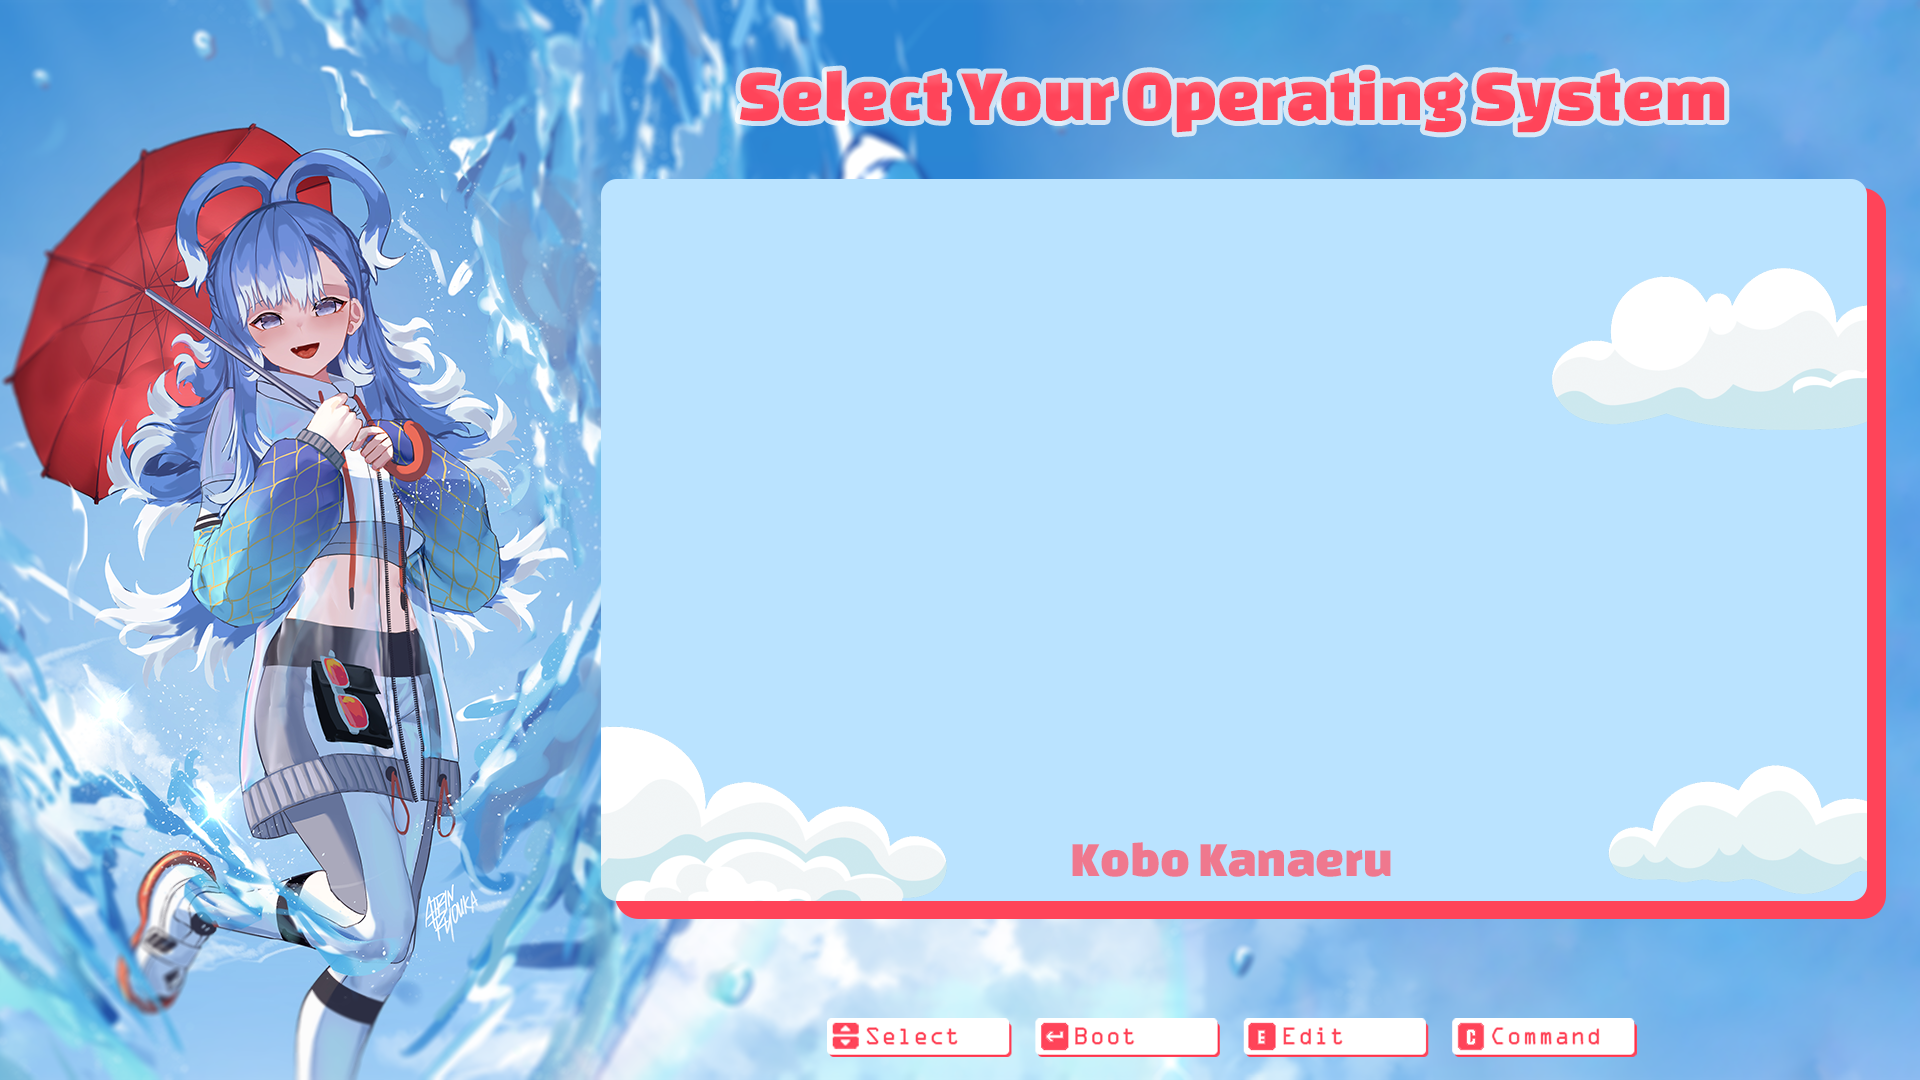 Select Your Operating System
Kobo Kanaeru
Select
Boot
E Edit
C Command